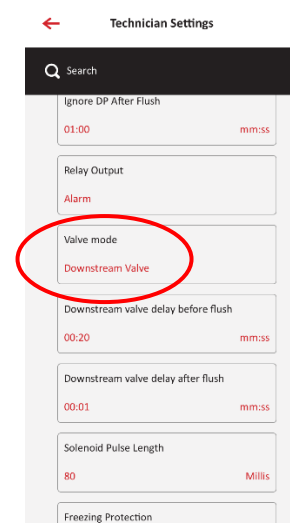 Technician Settings
Search
Ignore DP After Flush
01:00 mm:ss
Relay Output
Alarm
Valve mode
Downstream Valve
Downstream valve delay before flush
00:20 mm:ss
Downstream valve delay after flush
00:01 mm:ss
Solenoid Pulse Length
80 Millis
Freezing Protection